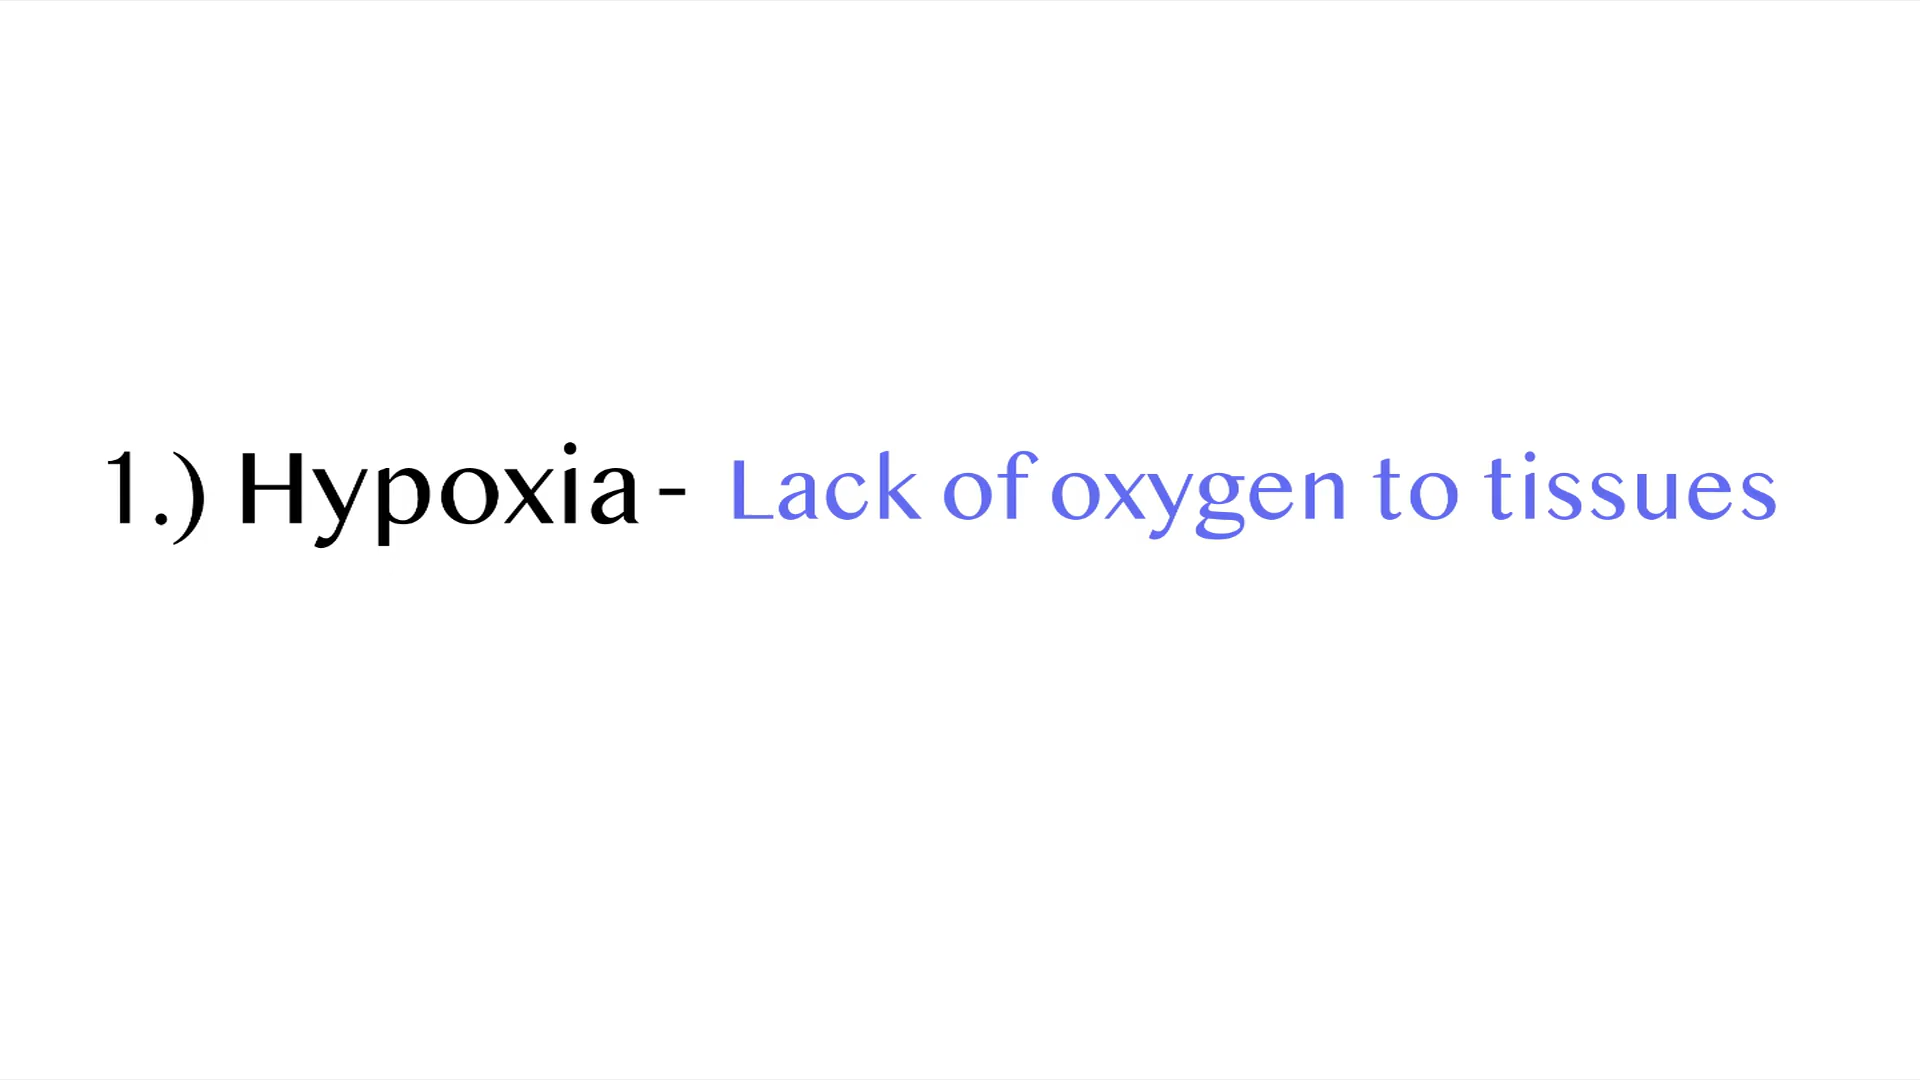 1.) Hypoxia - Lack of oxygen to tissues